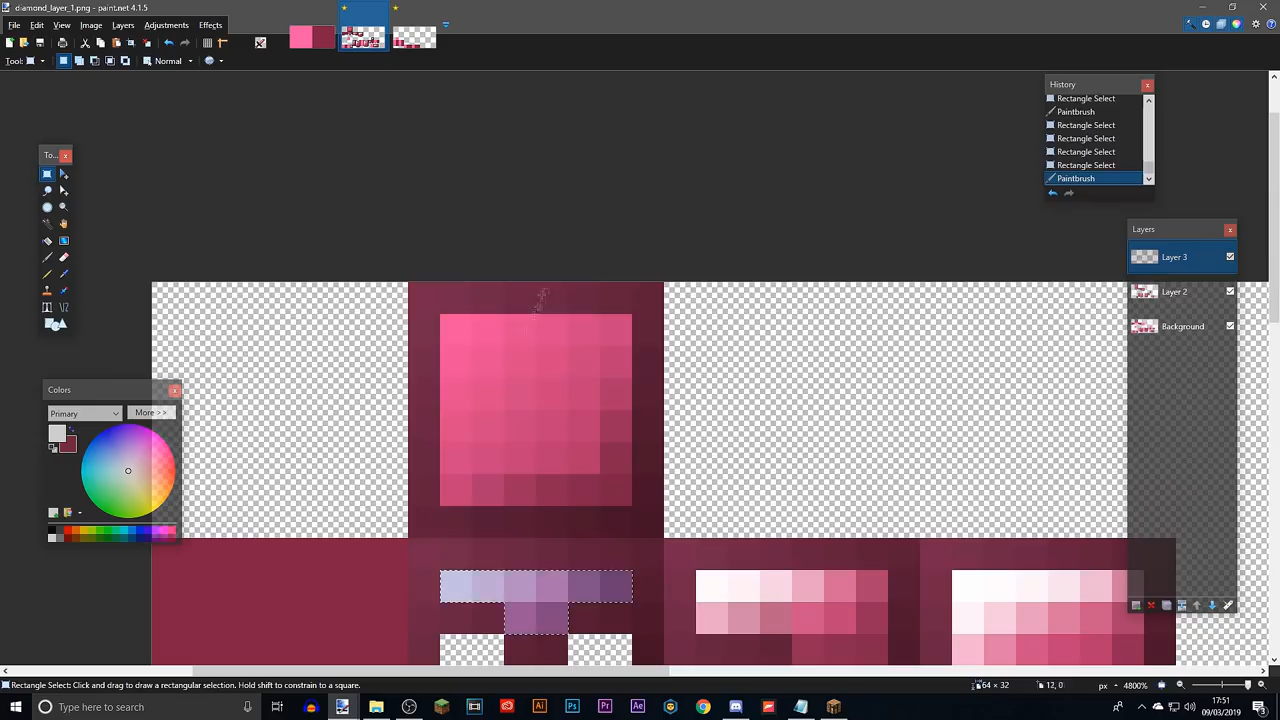 diamond_layer_1.png - paint.net 4.1.5
File Edit View Image Layers Adjustments Effects
Tool:
Normal
History
Rectangle Select
Paintbrush
Rectangle Select
Rectangle Select
Rectangle Select
Rectangle Select
Paintbrush
To...
Layers
Layer 3
Layer 2
Background
Colors
Primary
More >>
Rectangle Select: Click and drag to draw a rectangular selection. Hold shift to constrain to a square.
64 × 32
12, 0
px
4800%
Type here to search
17:51
09/03/2019